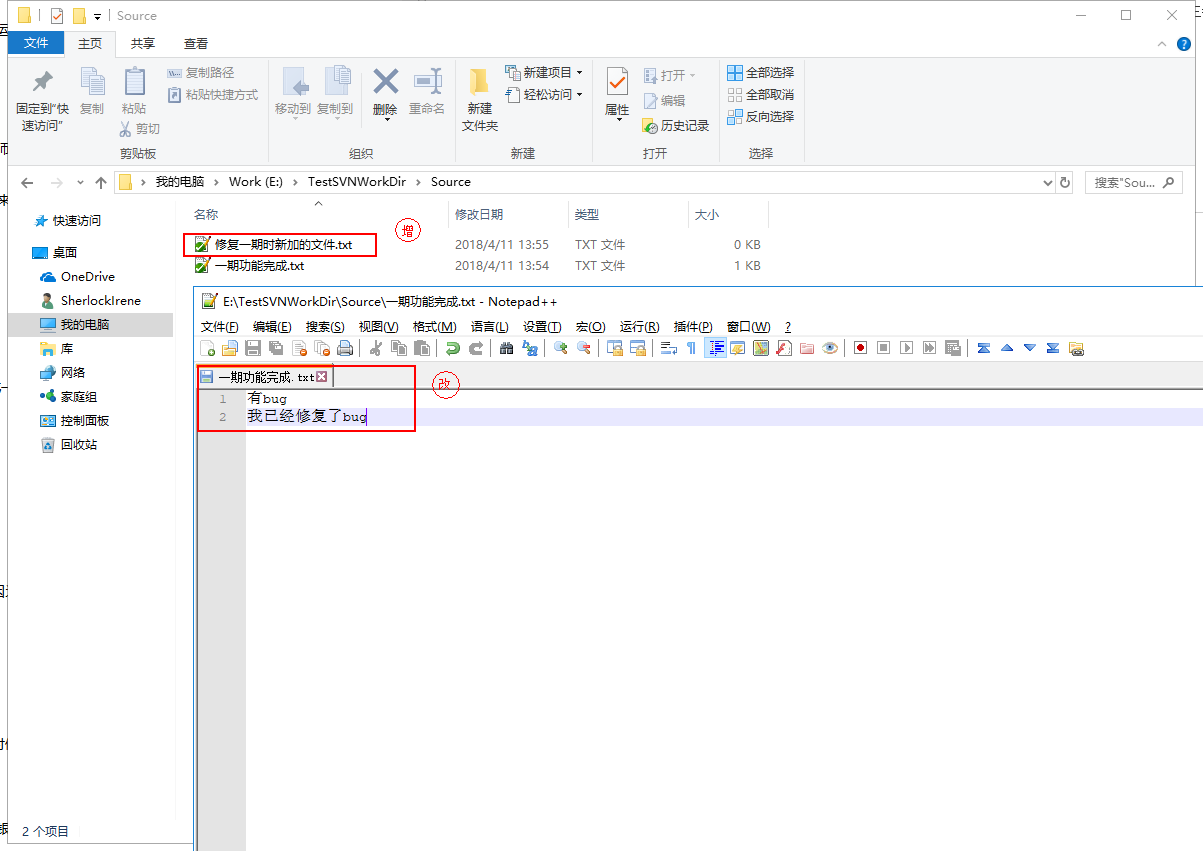 Source
文件 主页 共享 查看
固定到"快速访问"
复制
粘贴
复制路径
粘贴快捷方式
剪切
剪贴板
移动到
复制到
删除
重命名
组织
新建文件夹
新建项目
轻松访问
新建
属性
打开
编辑
历史记录
打开
全部选择
全部取消
反向选择
选择
我的电脑 Work (E:) TestSVNWorkDir Source
搜索"Sou...
快速访问
桌面
OneDrive
SherlockIrene
我的电脑
库
网络
家庭组
控制面板
回收站
名称 修改日期 类型 大小
修复一期时新加的文件.txt 2018/4/11 13:55 TXT 文件 0 KB
增
一期功能完成.txt 2018/4/11 13:54 TXT 文件 1 KB
E:\TestSVNWorkDir\Source\一期功能完成.txt - Notepad++
文件(F) 编辑(E) 搜索(S) 视图(V) 格式(M) 语言(L) 设置(T) 宏(O) 运行(R) 插件(P) 窗口(W) ?
一期功能完成.txt
改
1 有bug
2 我已经修复了bug
2 个项目